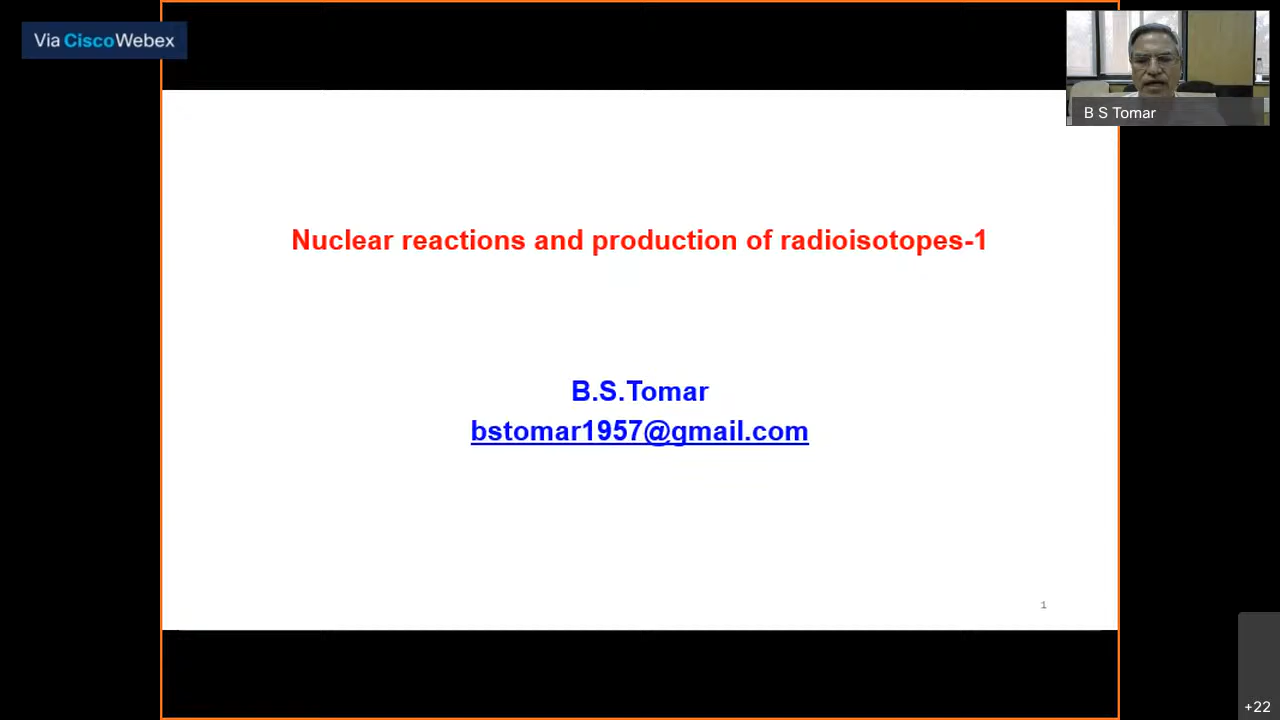 Via CiscoWebex
B S Tomar
Nuclear reactions and production of radioisotopes-1
B.S.Tomar
bstomar1957@gmail.com
1
+22